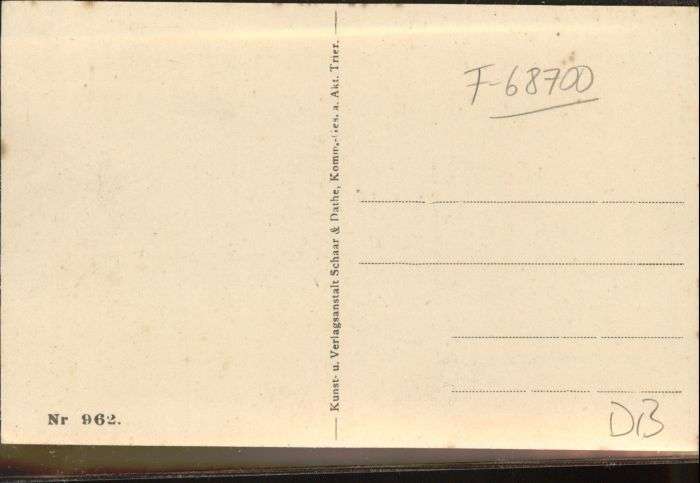 F-68700
Kunst- u. Verlagsanstalt Schaar & Dathe, Komm.-Ges. a. Akt. Trier.
Nr 962.
DB